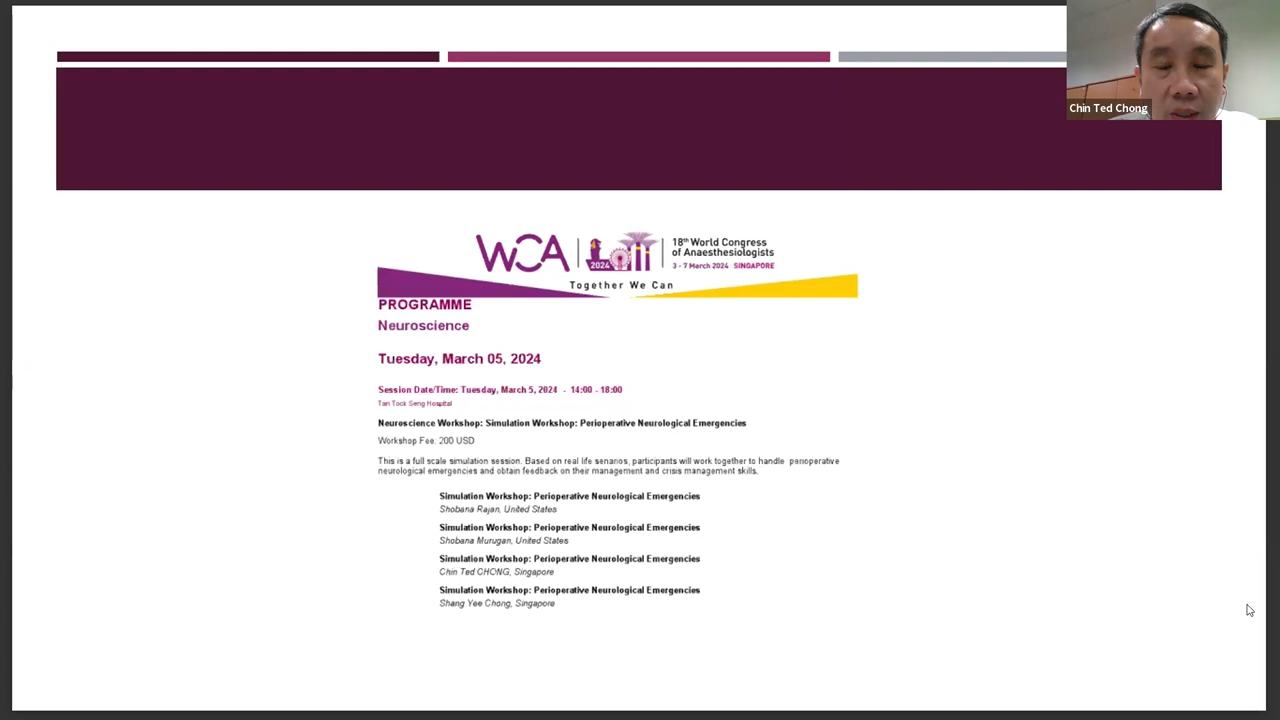 Chin Ted Chong
WCA
2024
18th World Congress
of Anaesthesiologists
3 - 7 March 2024 SINGAPORE
Together We Can
PROGRAMME
Neuroscience
Tuesday, March 05, 2024
Session Date/Time: Tuesday, March 5, 2024 - 14:00 - 18:00
Tan Tock Seng Hospital
Neuroscience Workshop: Simulation Workshop: Perioperative Neurological Emergencies
Workshop Fee: 200 USD
This is a full scale simulation session. Based on real life senarios, participants will work together to handle perioperative
neurological emergencies and obtain feedback on their management and crisis management skills.
Simulation Workshop: Perioperative Neurological Emergencies
Shobana Rajan, United States
Simulation Workshop: Perioperative Neurological Emergencies
Shobana Murugan, United States
Simulation Workshop: Perioperative Neurological Emergencies
Chin Ted CHONG, Singapore
Simulation Workshop: Perioperative Neurological Emergencies
Shang Yee Chong, Singapore